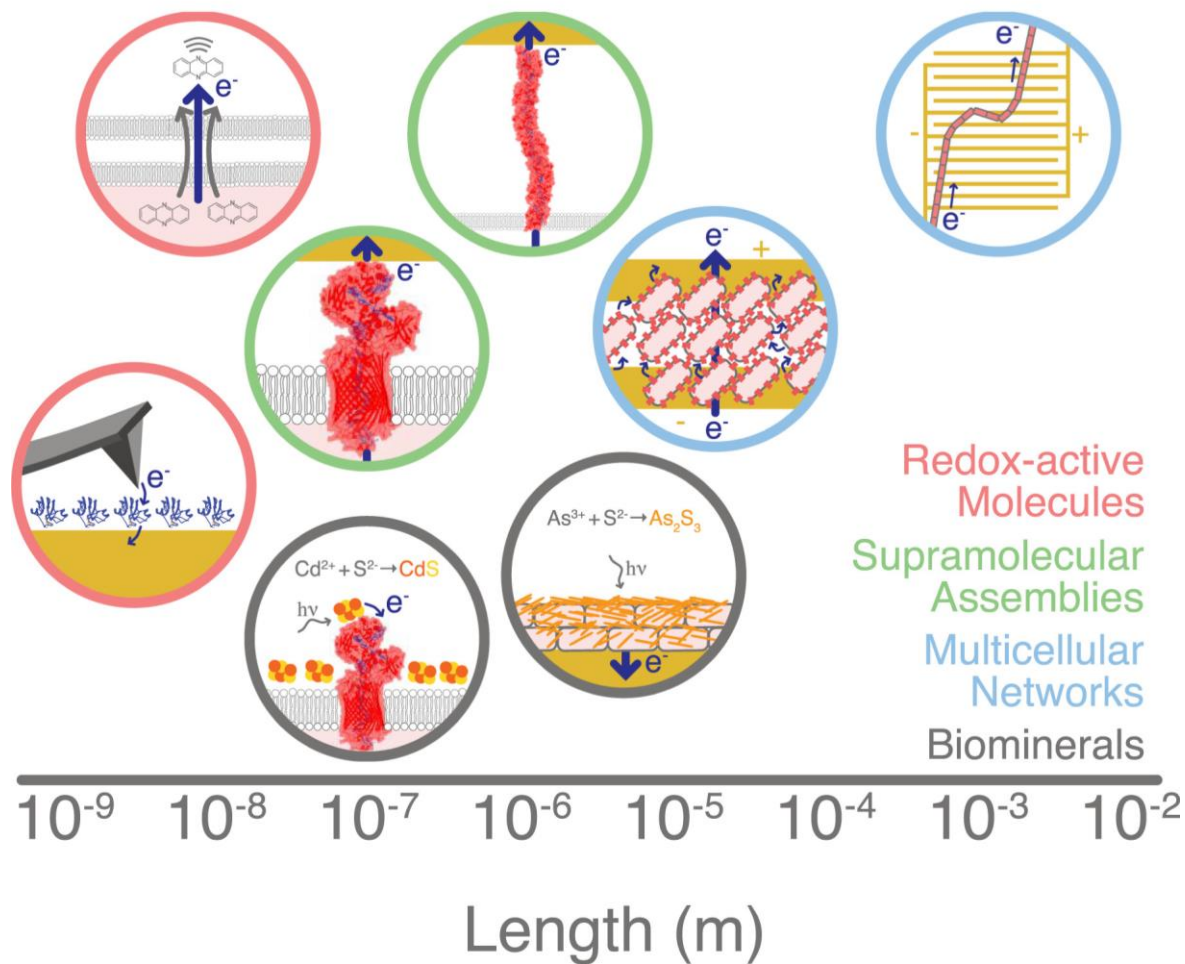 e-
e-
e-
-
+
e-
e-
e-
+
-
e-
e-
Cd2+ + S2- → CdS
hν
e-
As3+ + S2- → As2S3
hν
e-
Redox-active
Molecules
Supramolecular
Assemblies
Multicellular
Networks
Biominerals
10-9 10-8 10-7 10-6 10-5 10-4 10-3 10-2
Length (m)